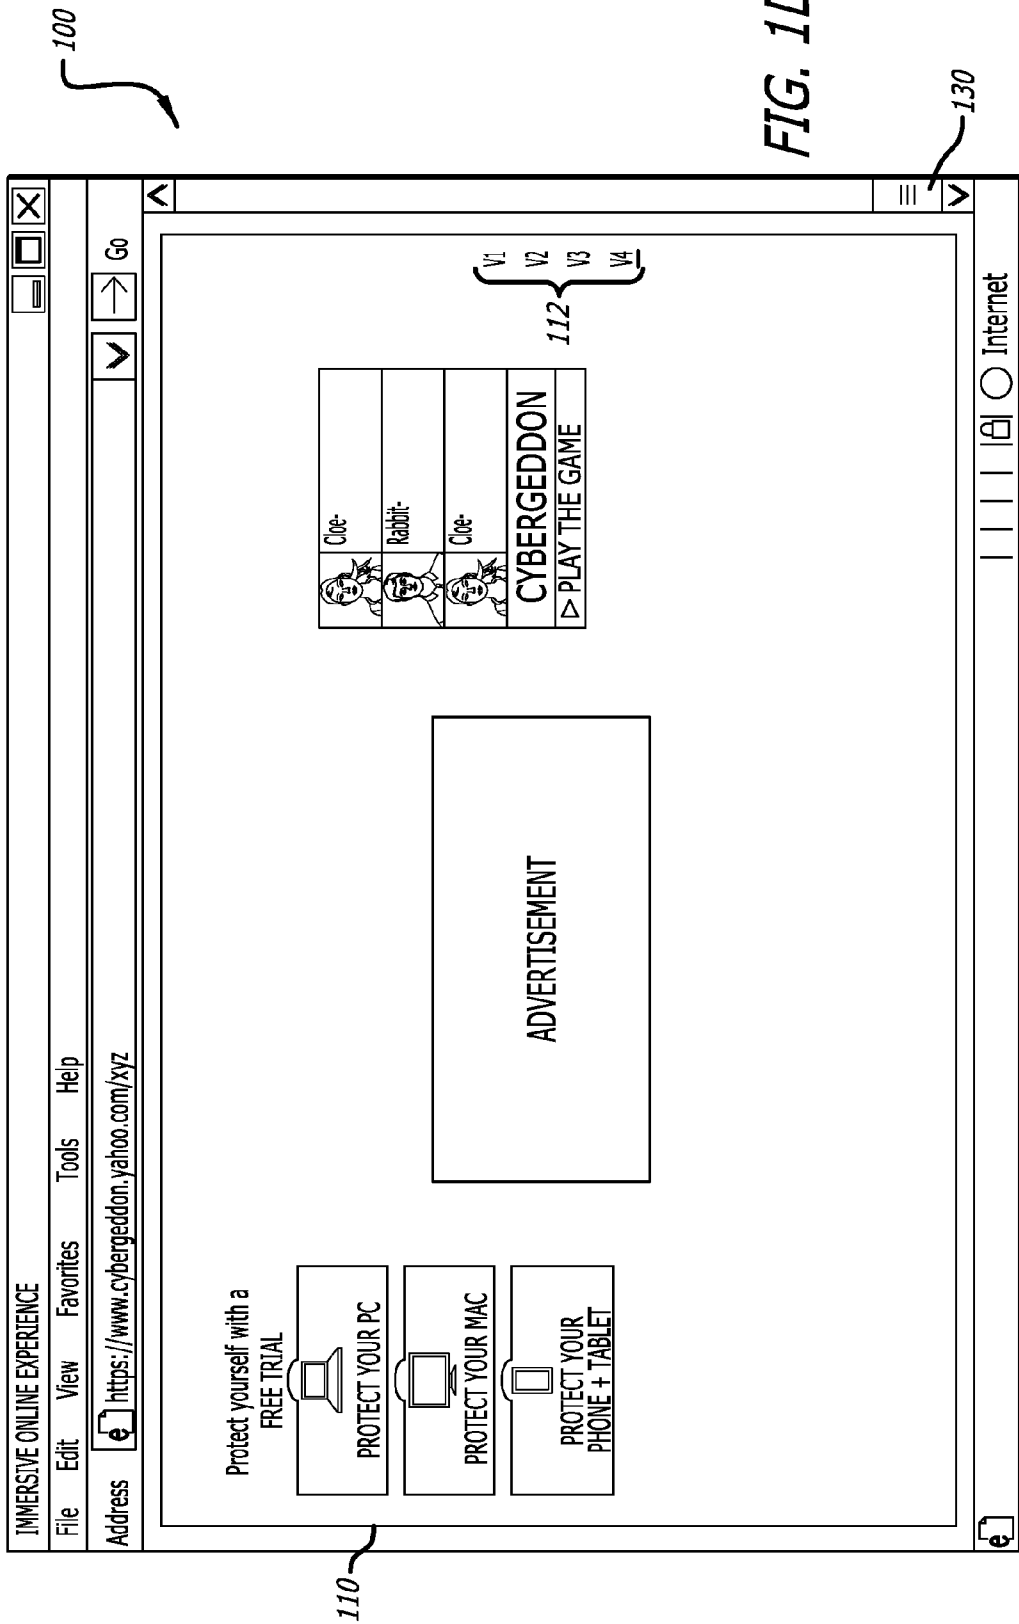 100
IMMERSIVE ONLINE EXPERIENCE
File Edit View Favorites Tools Help
Address e https://www.cybergeddon.yahoo.com/xyz Go
110
Protect yourself with a
FREE TRIAL
PROTECT YOUR PC
PROTECT YOUR MAC
PROTECT YOUR
PHONE + TABLET
ADVERTISEMENT
Cloe-
Rabbit-
Cloe-
CYBERGEDDON
PLAY THE GAME
112
V1
V2
V3
V4
130
e Internet
FIG.